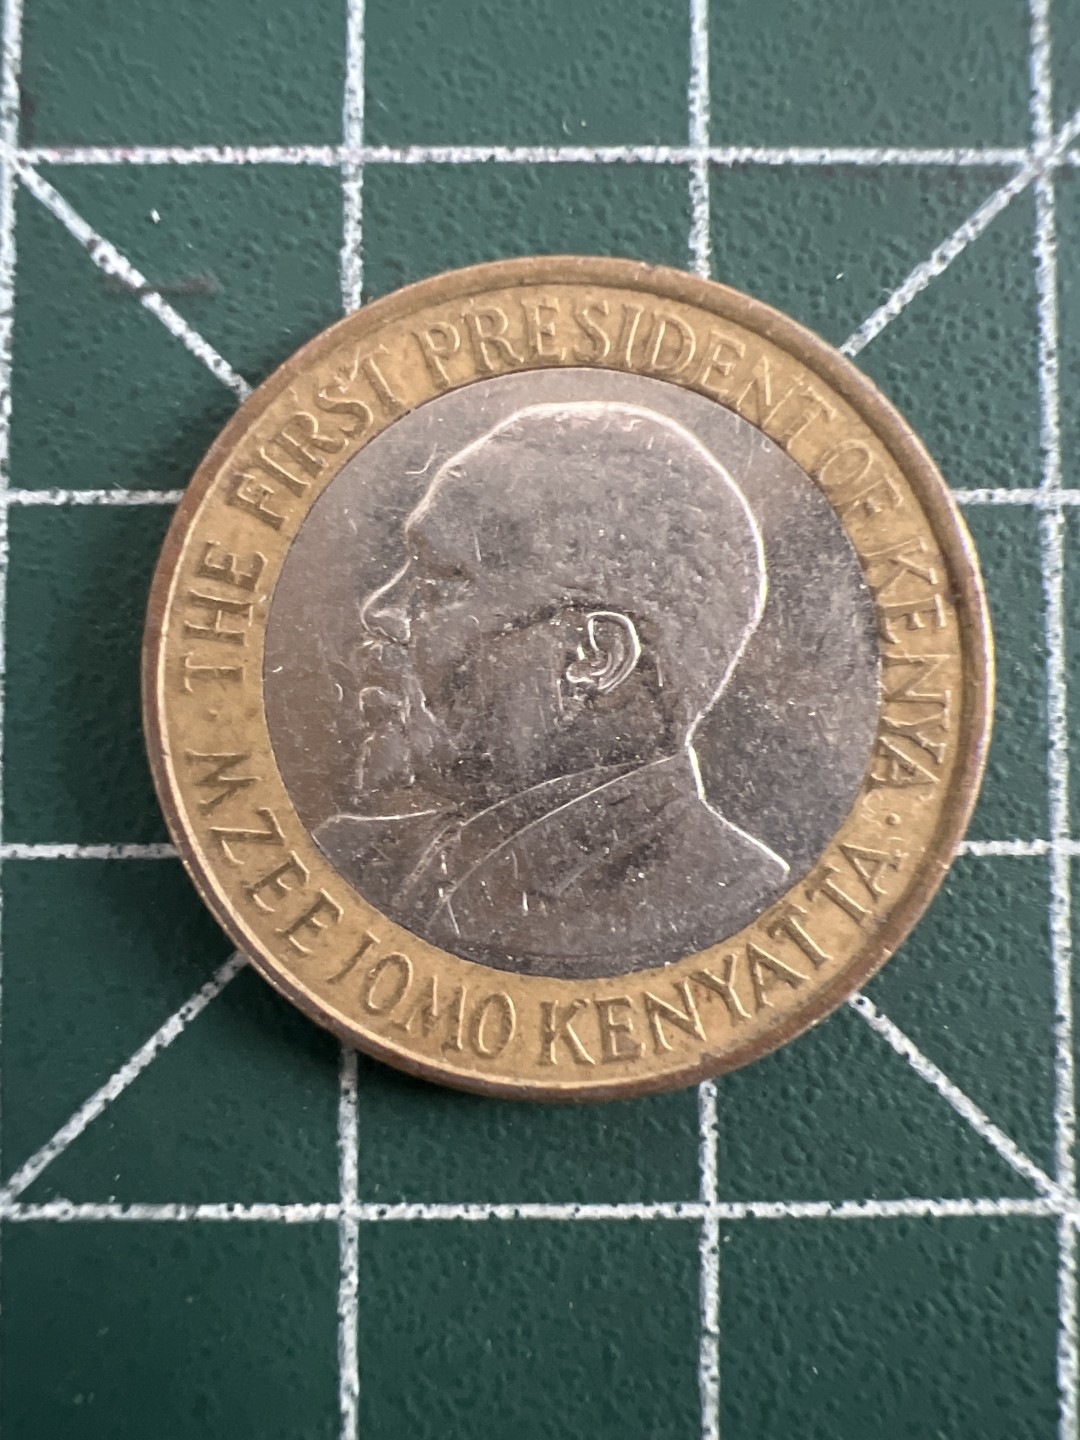 THE FIRST PRESIDENT OF KENYA ·
MZEE JOMO KENYATTA ·